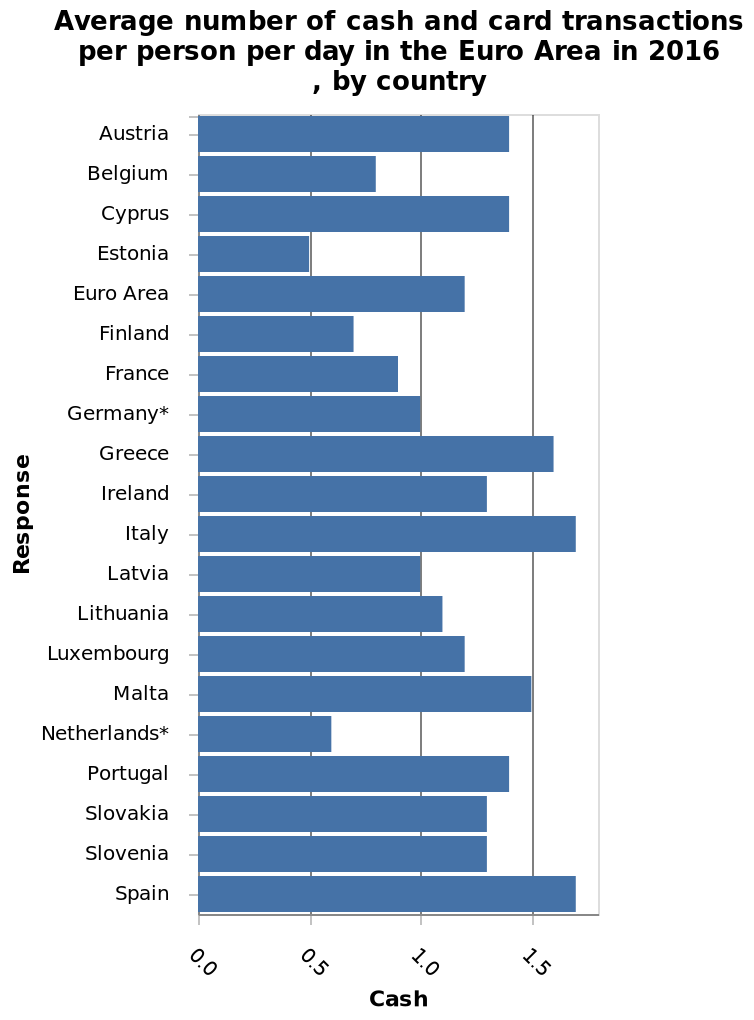 Average number of cash and card transactions
per person per day in the Euro Area in 2016
, by country
Response
Austria
Belgium
Cyprus
Estonia
Euro Area
Finland
France
Germany*
Greece
Ireland
Italy
Latvia
Lithuania
Luxembourg
Malta
Netherlands*
Portugal
Slovakia
Slovenia
Spain
0.0
0.5
1.0
1.5
Cash